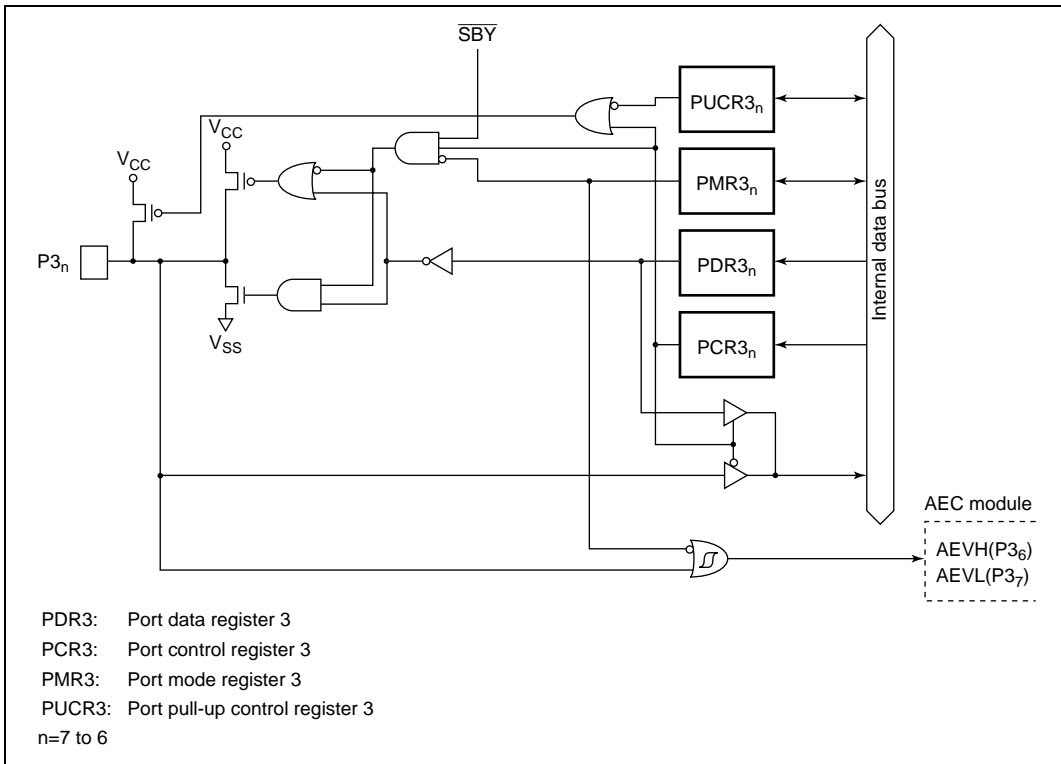 SBY
PUCR3n
VCC
VCC
PMR3n
P3n
PDR3n
Internal data bus
PCR3n
VSS
AEC module
AEVH(P36)
AEVL(P37)
PDR3: Port data register 3
PCR3: Port control register 3
PMR3: Port mode register 3
PUCR3: Port pull-up control register 3
n=7 to 6